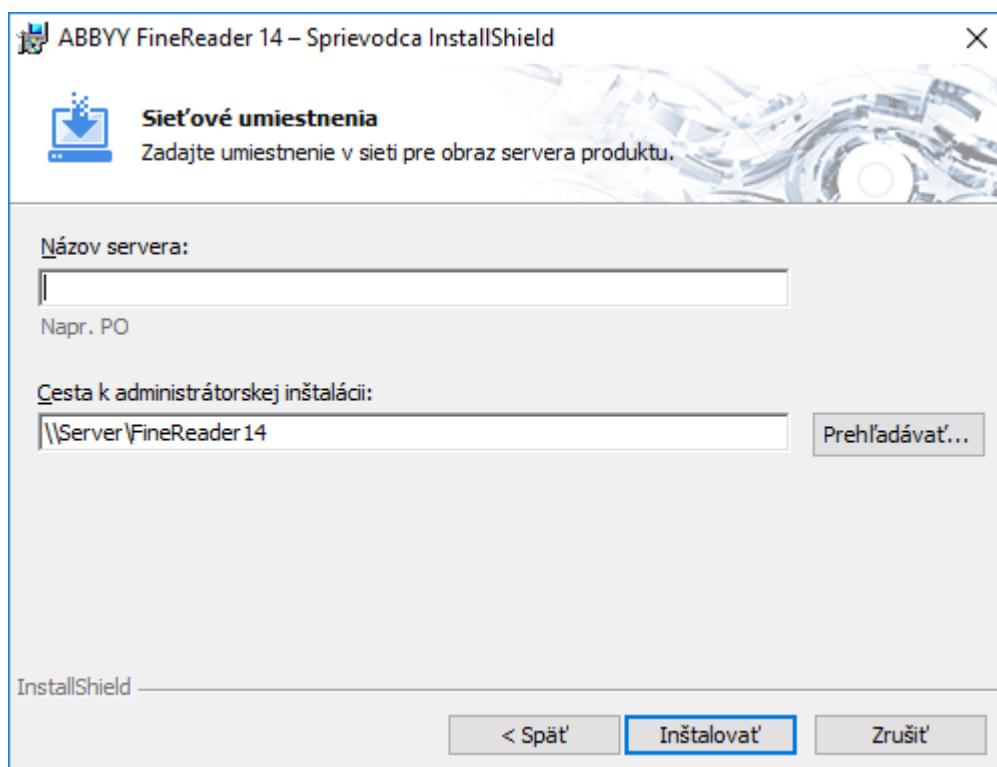 ABBYY FineReader 14 – Sprievodca InstallShield
Sieťové umiestnenia
Zadajte umiestnenie v sieti pre obraz servera produktu.
Názov servera:
Napr. PO
Cesta k administrátorskej inštalácii:
\\Server\FineReader14
Prehľadávať...
InstallShield
< Späť Inštalovať Zrušiť